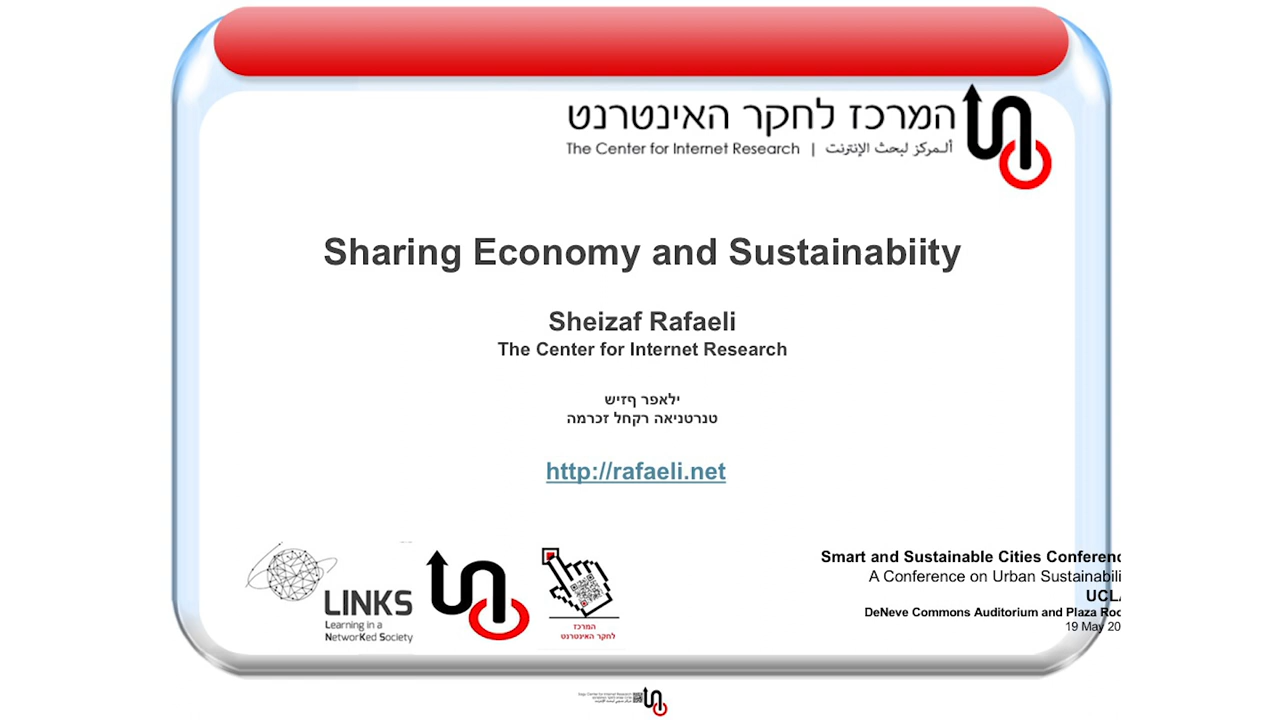 המרכז לחקר האינטרנט
The Center for Internet Research | المركز لبحث الإنترنت
Sharing Economy and Sustainabiity
Sheizaf Rafaeli
The Center for Internet Research
ילאפר ףזיש
טנרטניאה רקחל זכרמה
http://rafaeli.net
LINKS
Learning in a
NetworKed Society
המרכז
לחקר האינטרנט
Smart and Sustainable Cities Conferenc
A Conference on Urban Sustainabili
UCL
DeNeve Commons Auditorium and Plaza Roo
19 May 20